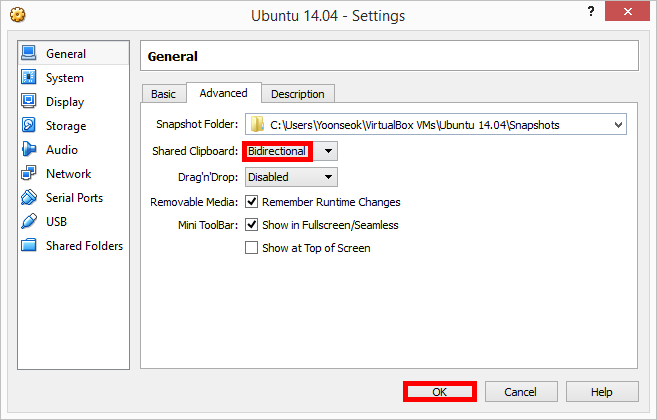 Ubuntu 14.04 - Settings
?
General
System
Display
Storage
Audio
Network
Serial Ports
USB
Shared Folders
General
Basic Advanced Description
Snapshot Folder: C:\Users\Yoonseok\VirtualBox VMs\Ubuntu 14.04\Snapshots
Shared Clipboard: Bidirectional
Drag'n'Drop: Disabled
Removable Media: Remember Runtime Changes
Mini ToolBar: Show in Fullscreen/Seamless
Show at Top of Screen
OK Cancel Help